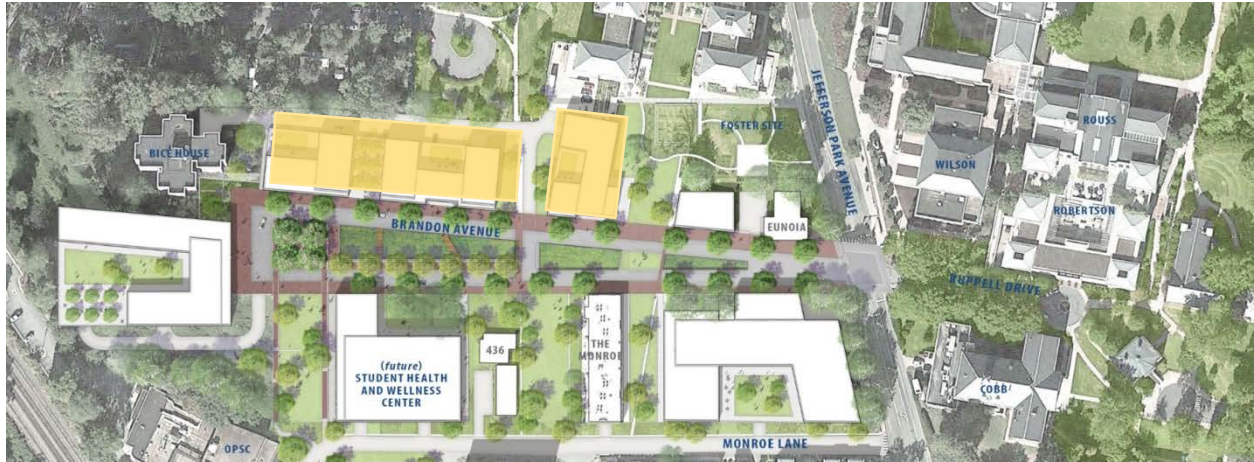 JEFFERSON PARK AVENUE
ROUSS
FOSTER SITE
BICE HOUSE
WILSON
ROBERTSON
BRANDON AVENUE
EUNOIA
RUPPELL DRIVE
THE
MONROE
436
(future)
STUDENT HEALTH
AND WELLNESS
CENTER
COBB
OPSC
MONROE LANE